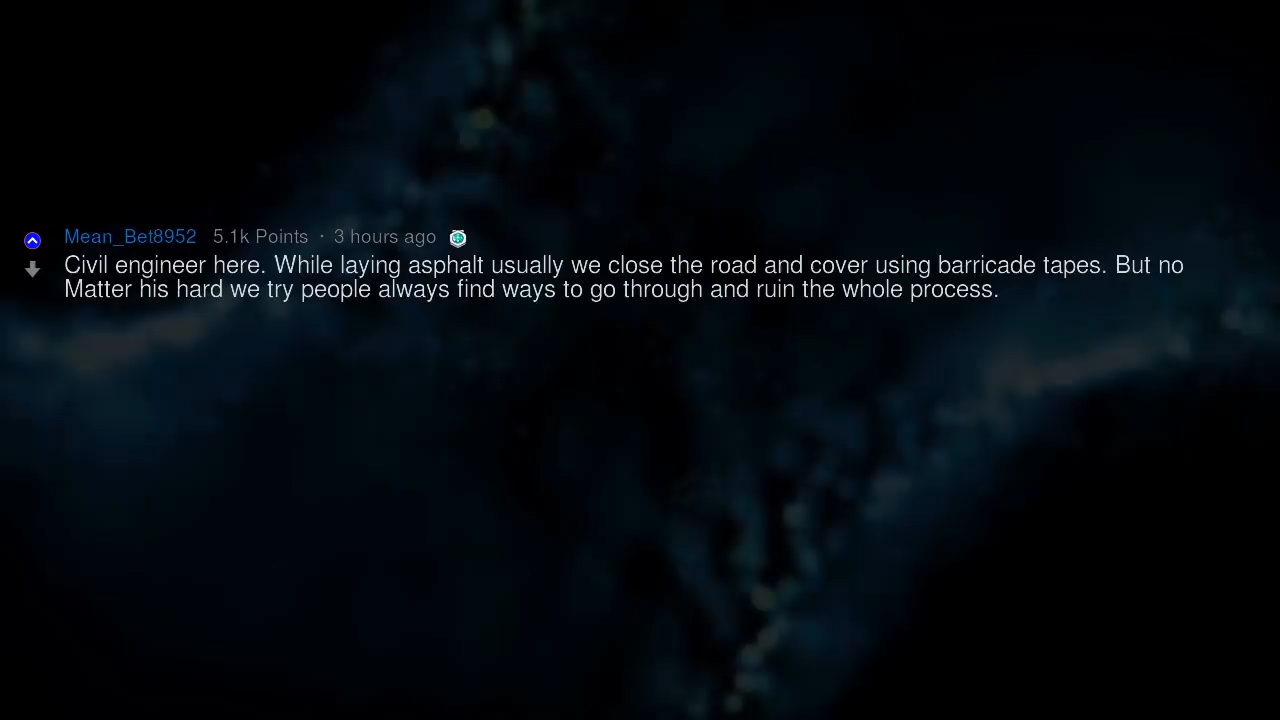 Mean_Bet8952 5.1k Points · 3 hours ago
Civil engineer here. While laying asphalt usually we close the road and cover using barricade tapes. But no
Matter his hard we try people always find ways to go through and ruin the whole process.